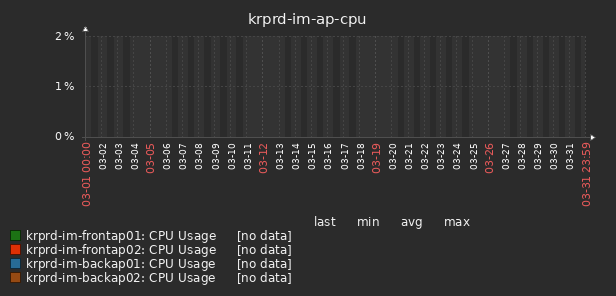 krprd-im-ap-cpu
2 %
1 %
0 %
03-01 00:00 03-02 03-03 03-04 03-05 03-06 03-07 03-08 03-09 03-10 03-11 03-12 03-13 03-14 03-15 03-16 03-17 03-18 03-19 03-20 03-21 03-22 03-23 03-24 03-25 03-26 03-27 03-28 03-29 03-30 03-31 03-31 23:59
last min avg max
krprd-im-frontap01: CPU Usage [no data]
krprd-im-frontap02: CPU Usage [no data]
krprd-im-backap01: CPU Usage [no data]
krprd-im-backap02: CPU Usage [no data]